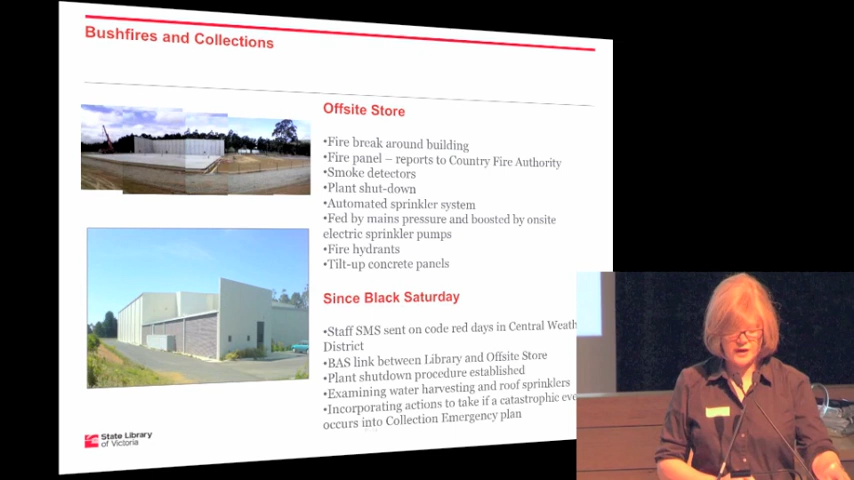 Bushfires and Collections
Offsite Store
•Fire break around building
•Fire panel – reports to Country Fire Authority
•Smoke detectors
•Plant shut-down
•Automated sprinkler system
•Fed by mains pressure and boosted by onsite
electric sprinkler pumps
•Fire hydrants
•Tilt-up concrete panels
Since Black Saturday
•Staff SMS sent on code red days in Central Weath
District
•BAS link between Library and Offsite Store
•Plant shutdown procedure established
•Examining water harvesting and roof sprinklers
•Incorporating actions to take if a catastrophic eve
occurs into Collection Emergency plan
State Library
of Victoria